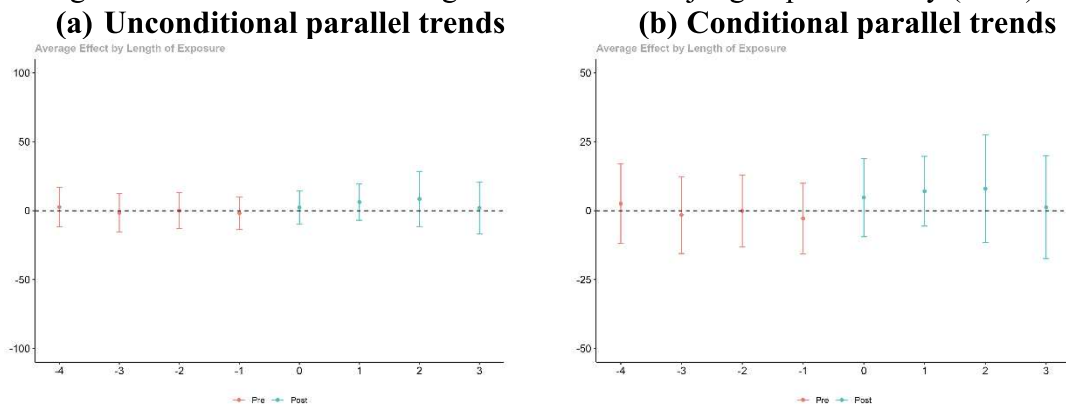 (a) Unconditional parallel trends
Average Effect by Length of Exposure
100
50
0
-50
-100
-4 -3 -2 -1 0 1 2 3
Pre Post
(b) Conditional parallel trends
Average Effect by Length of Exposure
50
25
0
-25
-50
-4 -3 -2 -1 0 1 2 3
Pre Post